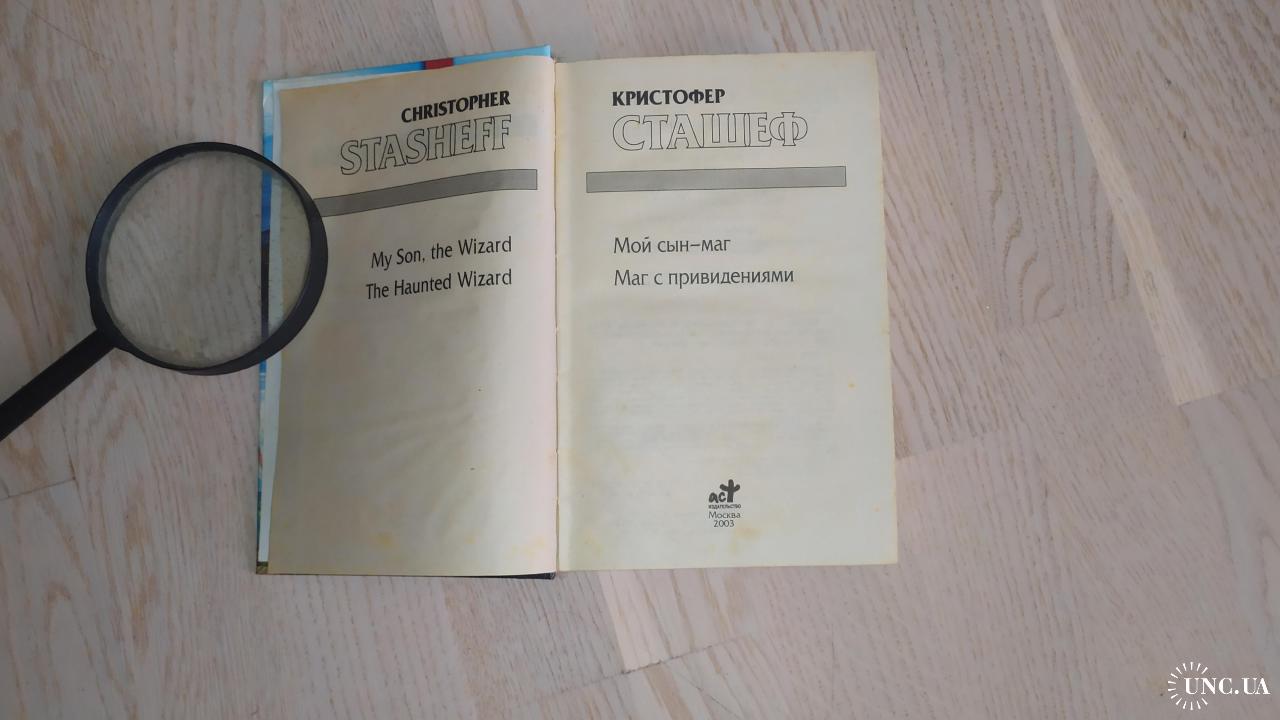 CHRISTOPHER
STASHEFF
My Son, the Wizard
The Haunted Wizard
КРИСТОФЕР
СТАШЕФ
Мой сын–маг
Маг с привидениями
аст
ИЗДАТЕЛЬСТВО
Москва
2003
UNC.UA